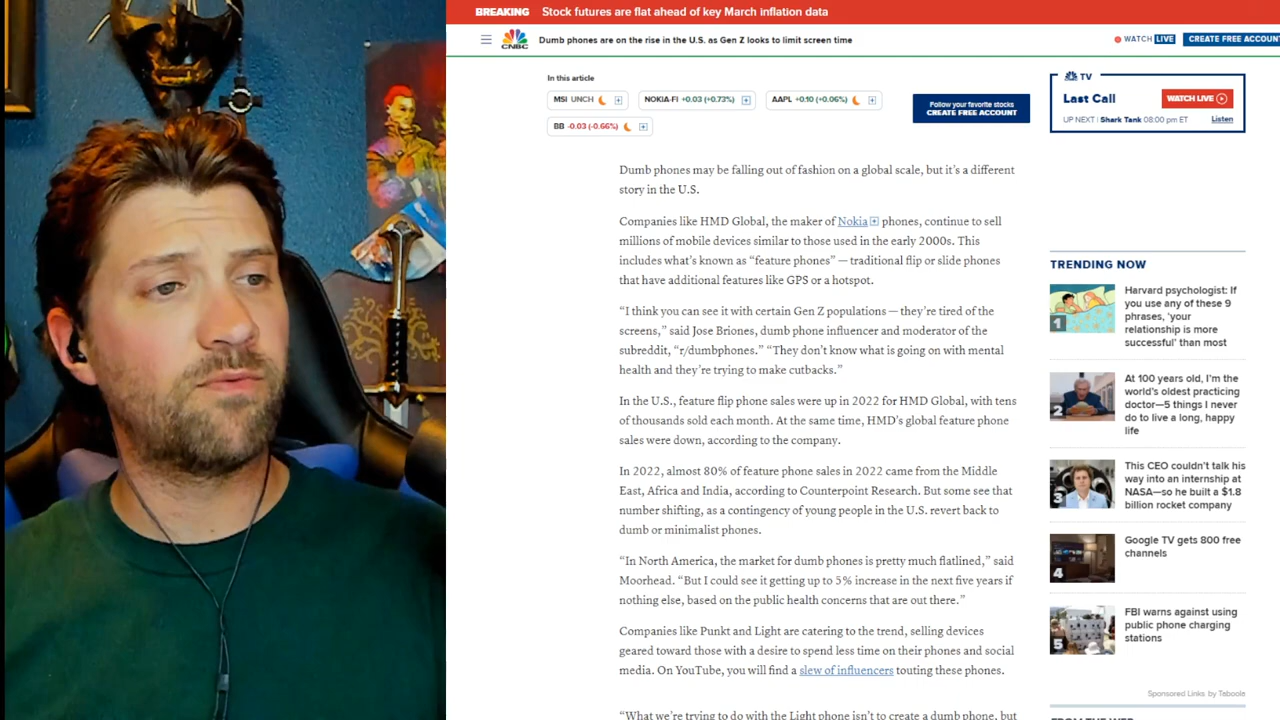 BREAKING Stock futures are flat ahead of key March inflation data
CNBC
Dumb phones are on the rise in the U.S. as Gen Z looks to limit screen time
WATCH LIVE
CREATE FREE ACCOUNT
In this article
MSI UNCH
NOKIA-FI +0.03 (+0.73%)
AAPL +0.10 (+0.06%)
BB -0.03 (-0.66%)
Follow your favorite stocks
CREATE FREE ACCOUNT
TV
Last Call
WATCH LIVE
UP NEXT | Shark Tank 08:00 pm ET
Listen
Dumb phones may be falling out of fashion on a global scale, but it's a different
story in the U.S.
Companies like HMD Global, the maker of Nokia phones, continue to sell
millions of mobile devices similar to those used in the early 2000s. This
includes what's known as “feature phones” — traditional flip or slide phones
that have additional features like GPS or a hotspot.
“I think you can see it with certain Gen Z populations — they're tired of the
screens,” said Jose Briones, dumb phone influencer and moderator of the
subreddit, “r/dumbphones.” “They don't know what is going on with mental
health and they're trying to make cutbacks.”
In the U.S., feature flip phone sales were up in 2022 for HMD Global, with tens
of thousands sold each month. At the same time, HMD's global feature phone
sales were down, according to the company.
In 2022, almost 80% of feature phone sales in 2022 came from the Middle
East, Africa and India, according to Counterpoint Research. But some see that
number shifting, as a contingency of young people in the U.S. revert back to
dumb or minimalist phones.
“In North America, the market for dumb phones is pretty much flatlined,” said
Moorhead. “But I could see it getting up to 5% increase in the next five years if
nothing else, based on the public health concerns that are out there.”
Companies like Punkt and Light are catering to the trend, selling devices
geared toward those with a desire to spend less time on their phones and social
media. On YouTube, you will find a slew of influencers touting these phones.
“What we're trying to do with the Light phone isn't to create a dumb phone, but
TRENDING NOW
1
Harvard psychologist: If
you use any of these 9
phrases, ‘your
relationship is more
successful’ than most
2
At 100 years old, I'm the
world's oldest practicing
doctor—5 things I never
do to live a long, happy
life
3
This CEO couldn't talk his
way into an internship at
NASA—so he built a $1.8
billion rocket company
4
Google TV gets 800 free
channels
5
FBI warns against using
public phone charging
stations
Sponsored Links by Taboola
FROM THE WEB